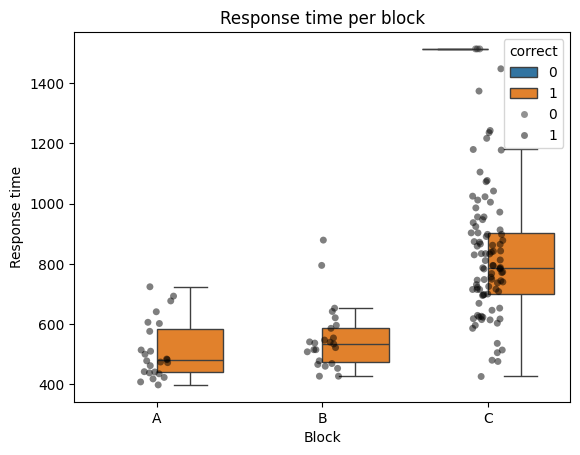 Response time per block
Response time
1400
1200
1000
800
600
400
A
B
C
Block
correct
0
1
0
1